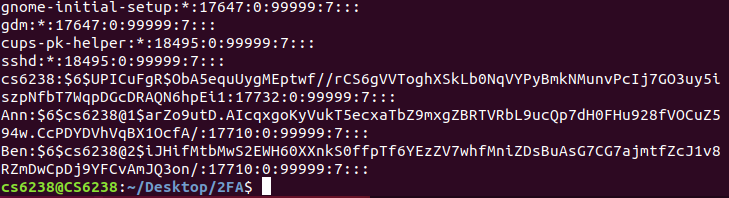 gnome-initial-setup:*:17647:0:99999:7:::
gdm:*:17647:0:99999:7:::
cups-pk-helper:*:18495:0:99999:7:::
sshd:*:18495:0:99999:7:::
cs6238:$6$UPICuFgR$ObA5equUygMEptwf//rCS6gVVToghXSkLb0NqVYPyBmkNMunvPcIj7GO3uy5i
szpNfbT7WqpDGcDRAQN6hpEi1:17732:0:99999:7:::
Ann:$6$cs6238@1$arZo9utD.AIcqxgoKyVukT5ecxaTbZ9mxgZBRTVRbL9ucQp7dH0FHu928fVOCuZ5
94w.CcPDYDVhVqBX1OcfA/:17710:0:99999:7:::
Ben:$6$cs6238@2$iJHifMtbMwS2EWH60XXnkS0ffpTf6YEzZV7whfMniZDsBuAsG7CG7ajmtfZcJ1v8
RZmDwCpDj9YFCvAmJQ3on/:17710:0:99999:7:::
cs6238@CS6238:~/Desktop/2FA$